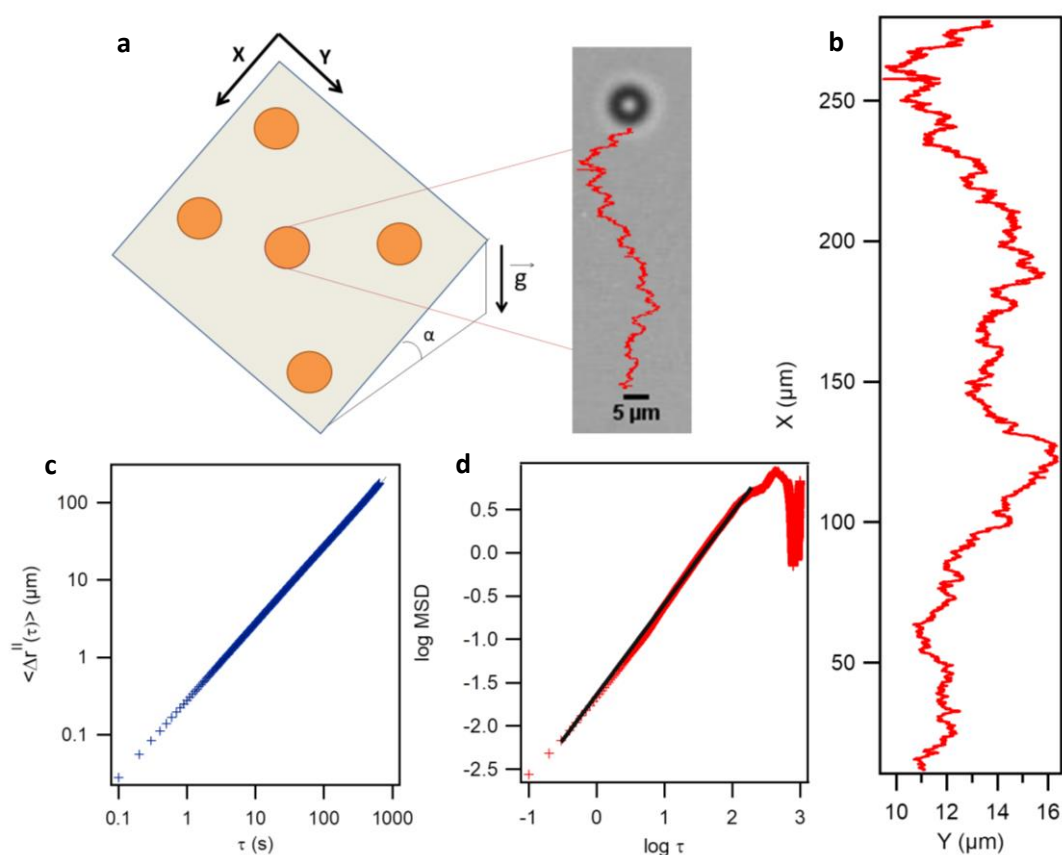 a
X
Y
g
α
5 µm
b
X (µm)
250
200
150
100
50
10
12
14
16
Y (µm)
c
<Δr^II(τ)> (µm)
100
10
1
0.1
0.1
1
10
100
1000
τ (s)
d
log MSD
0.5
0.0
-0.5
-1.0
-1.5
-2.0
-2.5
-1
0
1
2
3
log τ